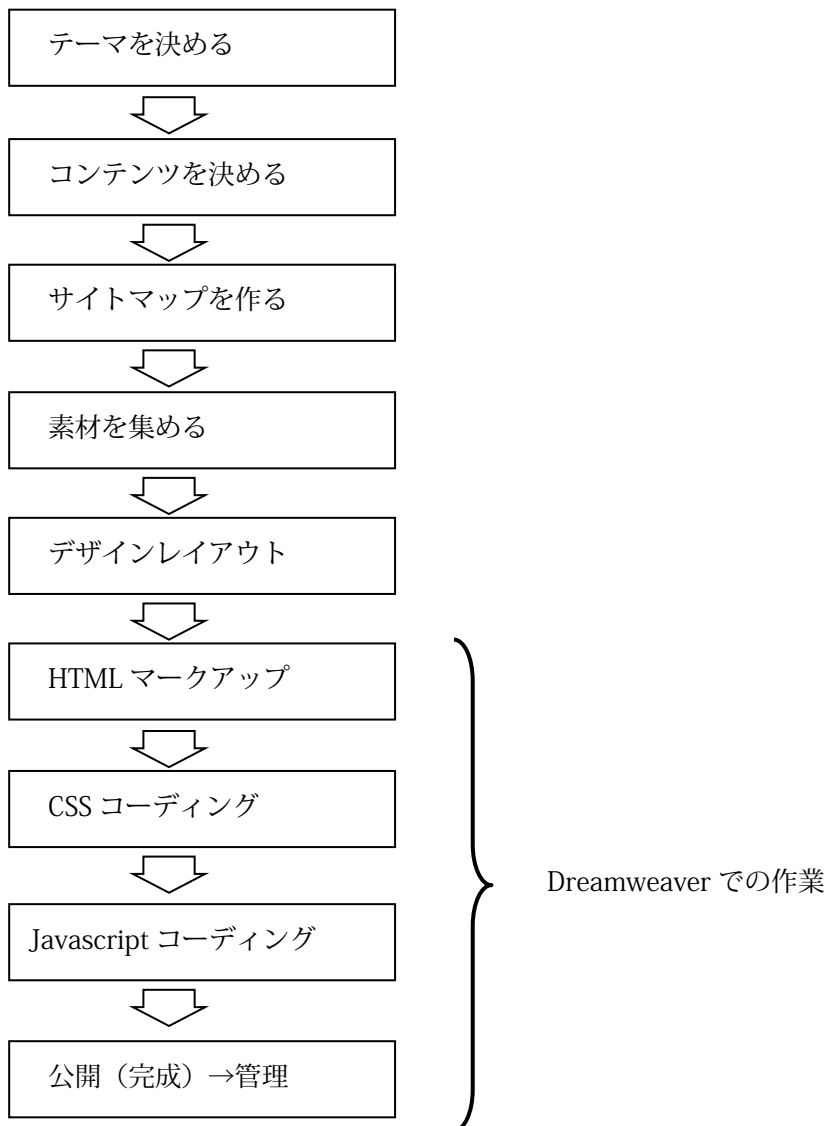 テーマを決める
コンテンツを決める
サイトマップを作る
素材を集める
デザインレイアウト
HTML マークアップ
CSS コーディング
Dreamweaver での作業
Javascript コーディング
公開（完成）→管理